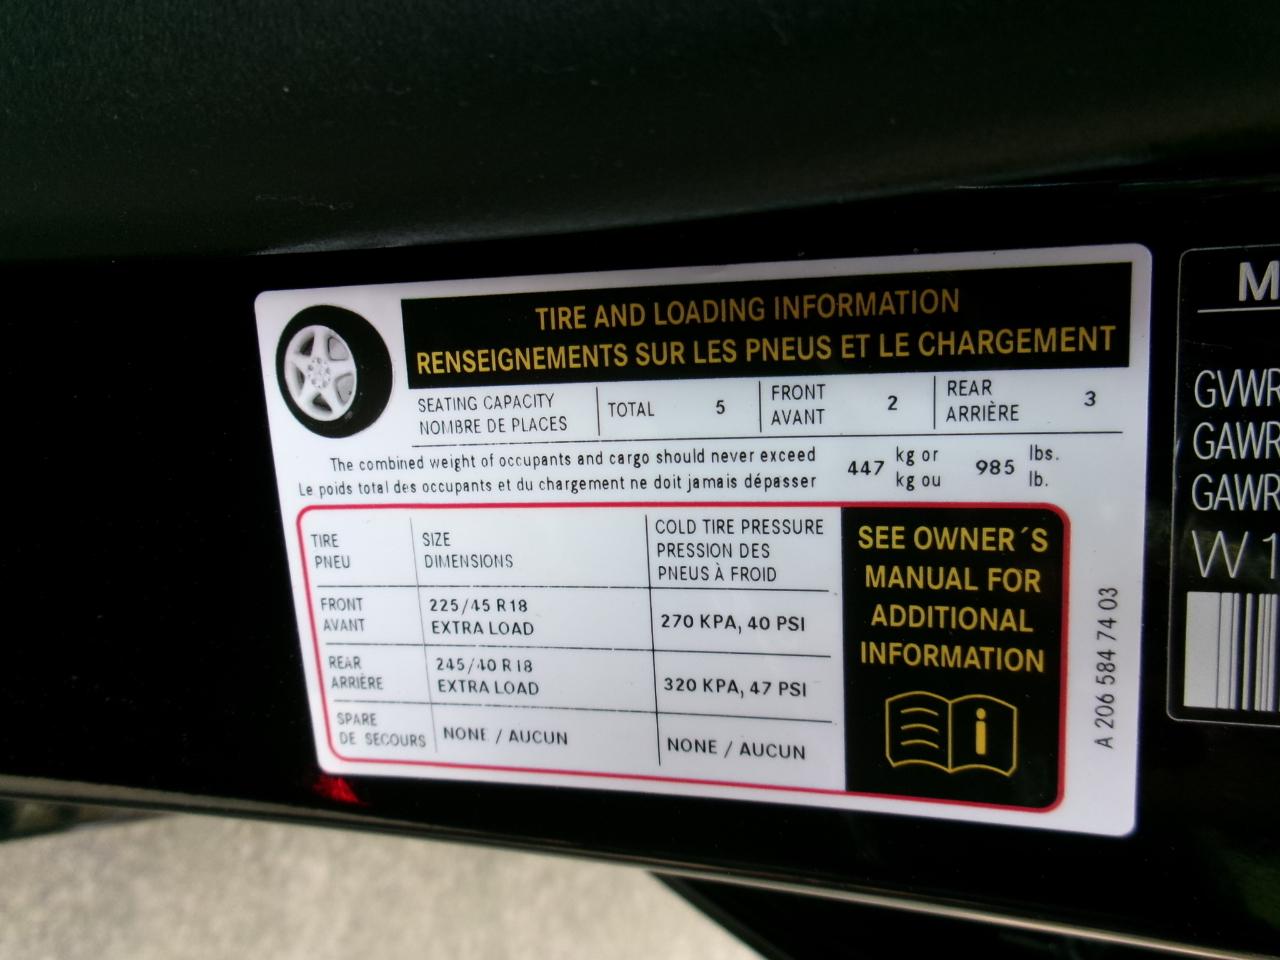 TIRE AND LOADING INFORMATION
RENSEIGNEMENTS SUR LES PNEUS ET LE CHARGEMENT
SEATING CAPACITY
NOMBRE DE PLACES
TOTAL 5
FRONT
AVANT
2
REAR
ARRIÈRE
3
The combined weight of occupants and cargo should never exceed
Le poids total des occupants et du chargement ne doit jamais dépasser
447
kg or
kg ou
985
lbs.
lb.
TIRE
PNEU
SIZE
DIMENSIONS
COLD TIRE PRESSURE
PRESSION DES
PNEUS À FROID
FRONT
AVANT
225/45 R18
EXTRA LOAD
270 KPA, 40 PSI
REAR
ARRIÈRE
245/40 R18
EXTRA LOAD
320 KPA, 47 PSI
SPARE
DE SECOURS
NONE / AUCUN
NONE / AUCUN
SEE OWNER´S
MANUAL FOR
ADDITIONAL
INFORMATION
A 206 584 74 03
M
GVWR
GAWR
GAWR
W1